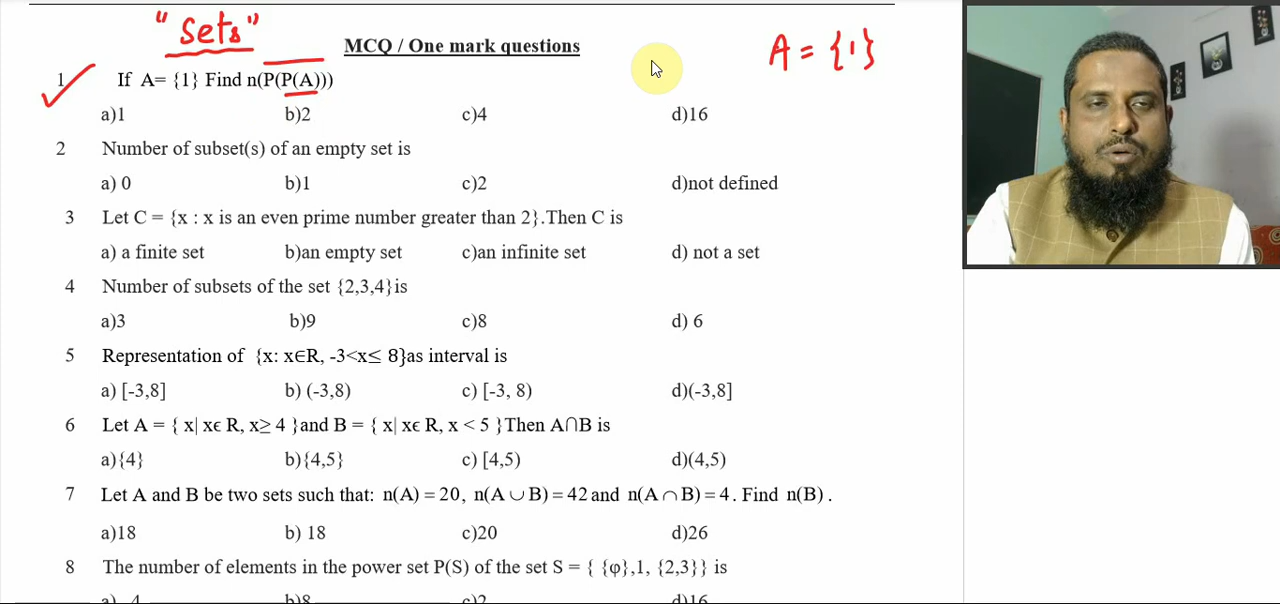 "Sets"
MCQ / One mark questions
A = {1}
1 If A= {1} Find n(P(P(A)))
a)1 b)2 c)4 d)16
2 Number of subset(s) of an empty set is
a) 0 b)1 c)2 d)not defined
3 Let C = {x : x is an even prime number greater than 2}.Then C is
a) a finite set b)an empty set c)an infinite set d) not a set
4 Number of subsets of the set {2,3,4}is
a)3 b)9 c)8 d) 6
5 Representation of {x: x∈R, -3<x≤ 8}as interval is
a) [-3,8] b) (-3,8) c) [-3, 8) d)(-3,8]
6 Let A = { x| xϵ R, x≥ 4 }and B = { x| xϵ R, x < 5 }Then A∩B is
a){4} b){4,5} c) [4,5) d)(4,5)
7 Let A and B be two sets such that: n(A) = 20, n(A ∪ B) = 42 and n(A ∩ B) = 4. Find n(B).
a)18 b) 18 c)20 d)26
8 The number of elements in the power set P(S) of the set S = { {φ},1, {2,3}} is
a) 4 b)8 c)2 d)16